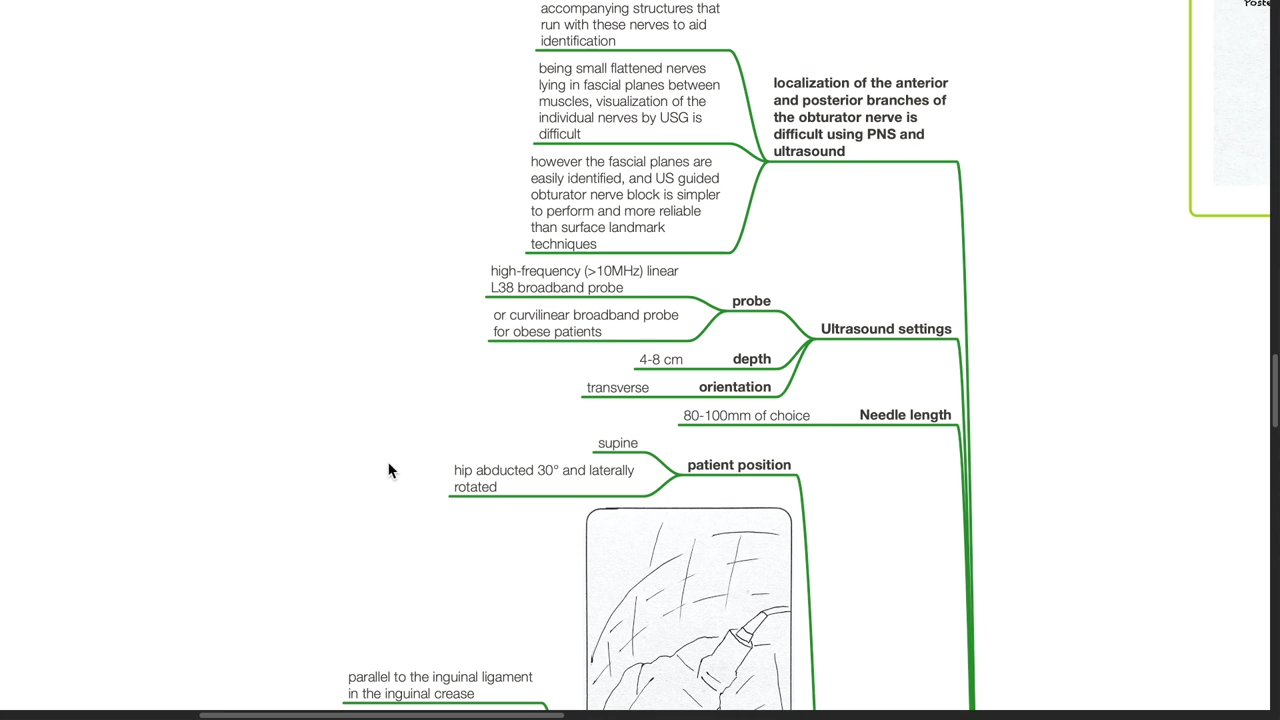 accompanying structures that
run with these nerves to aid
identification
being small flattened nerves
lying in fascial planes between
muscles, visualization of the
individual nerves by USG is
difficult
however the fascial planes are
easily identified, and US guided
obturator nerve block is simpler
to perform and more reliable
than surface landmark
techniques
localization of the anterior
and posterior branches of
the obturator nerve is
difficult using PNS and
ultrasound
high-frequency (>10MHz) linear
L38 broadband probe
or curvilinear broadband probe
for obese patients
probe
4-8 cm
depth
transverse
orientation
Ultrasound settings
80-100mm of choice
Needle length
supine
hip abducted 30° and laterally
rotated
patient position
parallel to the inguinal ligament
in the inguinal crease